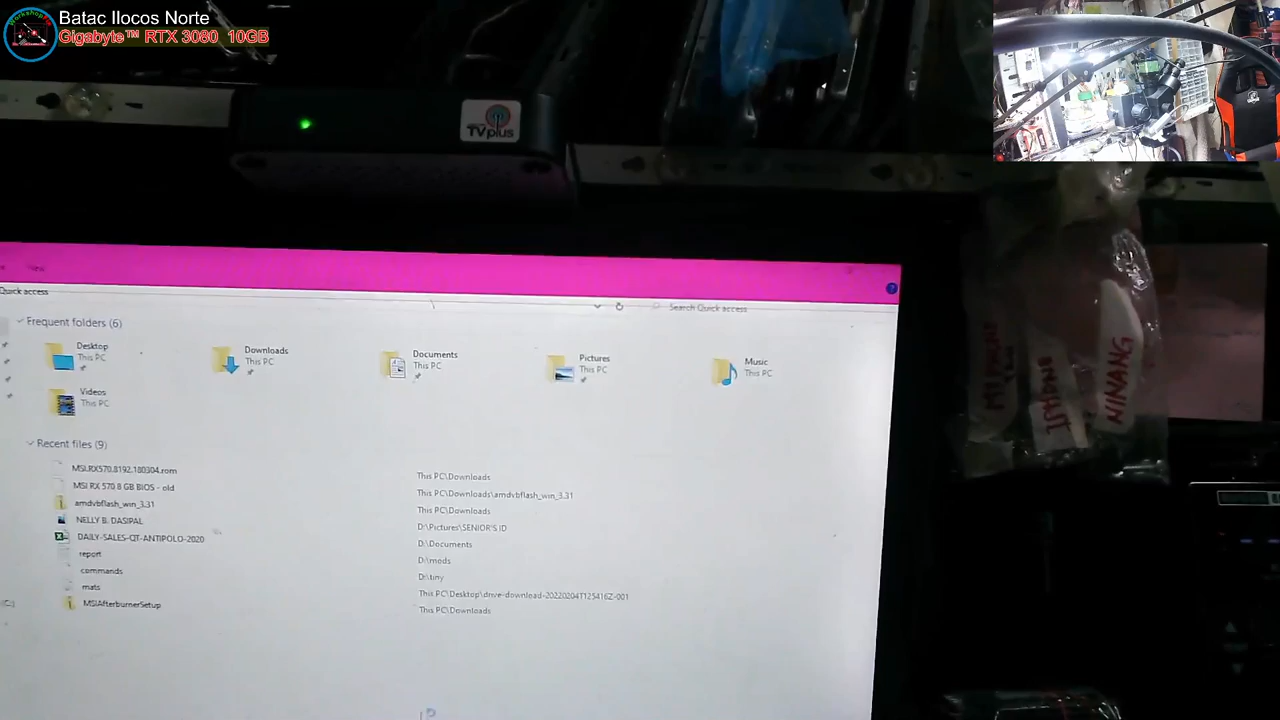 Batac Ilocos Norte
Gigabyte™ RTX 3080 10GB
TVplus
View
Quick access
Search Quick access
Frequent folders (6)
Desktop
This PC
Downloads
This PC
Documents
This PC
Pictures
This PC
Music
This PC
Videos
This PC
Recent files (9)
MSI.RX570.8192.180304.rom
This PC\Downloads
MSI RX 570 8 GB BIOS - old
This PC\Downloads\amdvbflash_win_3.31
amdvbflash_win_3.31
This PC\Downloads
NELLY B. DASIPAL
D:\Pictures\SENIOR'S ID
DAILY-SALES-QT-ANTIPOLO-2020
D:\Documents
report
D:\mods
commands
D:\tiny
mats
This PC\Desktop\drive-download-20220204T125416Z-001
MSIAfterburnerSetup
This PC\Downloads
IPHONE
NINANG